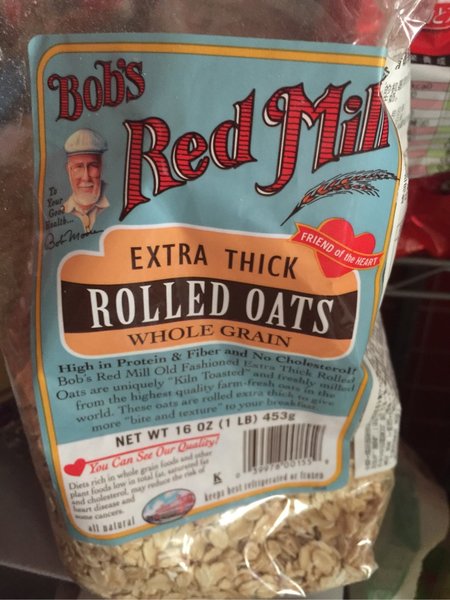 Bob's
Red Mill
To
Your
Good
Health...
Bob Moore
FRIEND of the HEART
EXTRA THICK
ROLLED OATS
WHOLE GRAIN
High in Protein & Fiber and No Cholesterol!
Bob's Red Mill Old Fashioned Extra Thick Rolled
Oats are uniquely "Kiln Toasted" and freshly milled
from the highest quality farm-fresh oats in the
world. These oats are rolled extra thick to give
more "bite and texture" to your breakfast.
NET WT 16 OZ (1 LB) 453g
You Can See Our Quality!
Diets rich in whole grain foods and other
plant foods low in total fat, saturated fat
and cholesterol, may reduce the risk of
heart disease and
some cancers.
all natural
K
39978 00155
keeps best refrigerated or frozen